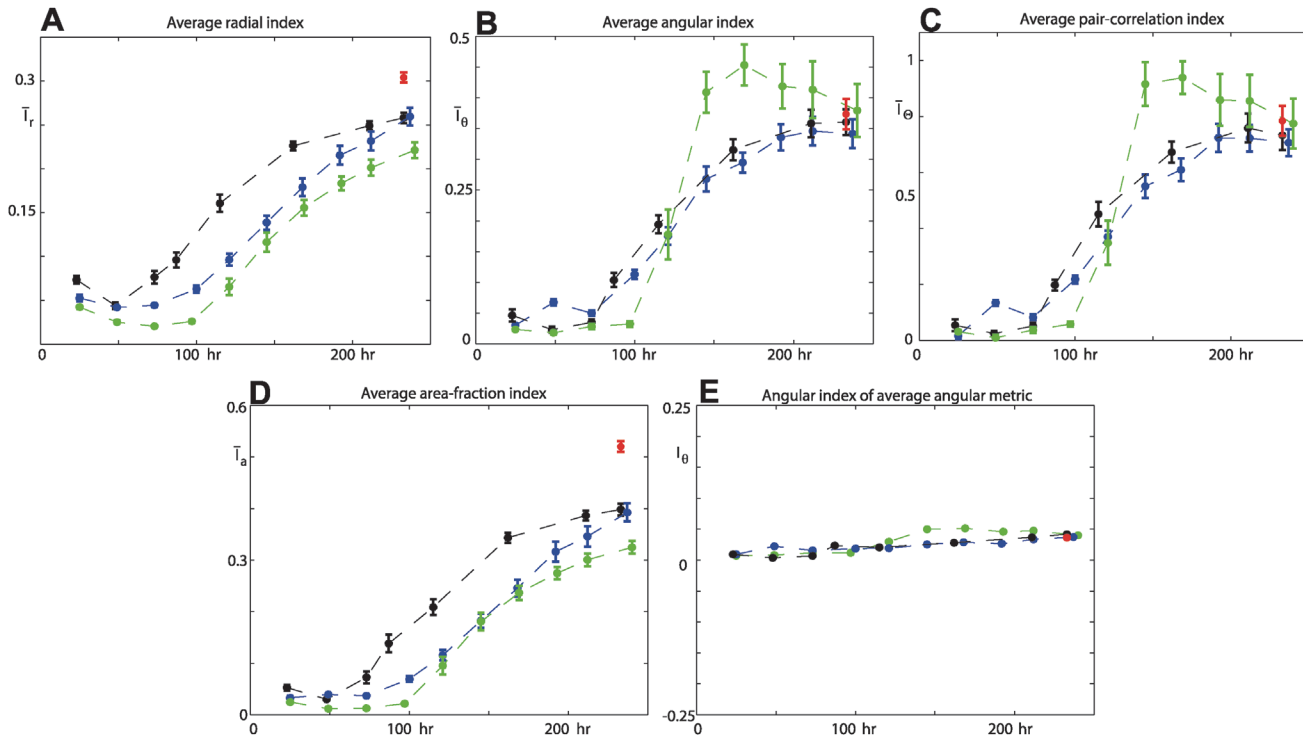 A
Average radial index
0.3
Ī_r
0.15
0
100 hr
200 hr
B
Average angular index
0.5
Ī_θ
0.25
0
0
100 hr
200 hr
C
Average pair-correlation index
1
Ī_Θ
0.5
0
0
100 hr
200 hr
D
Average area-fraction index
0.6
Ī_a
0.3
0
0
100 hr
200 hr
E
Angular index of average angular metric
0.25
I_θ
0
-0.25
0
100 hr
200 hr